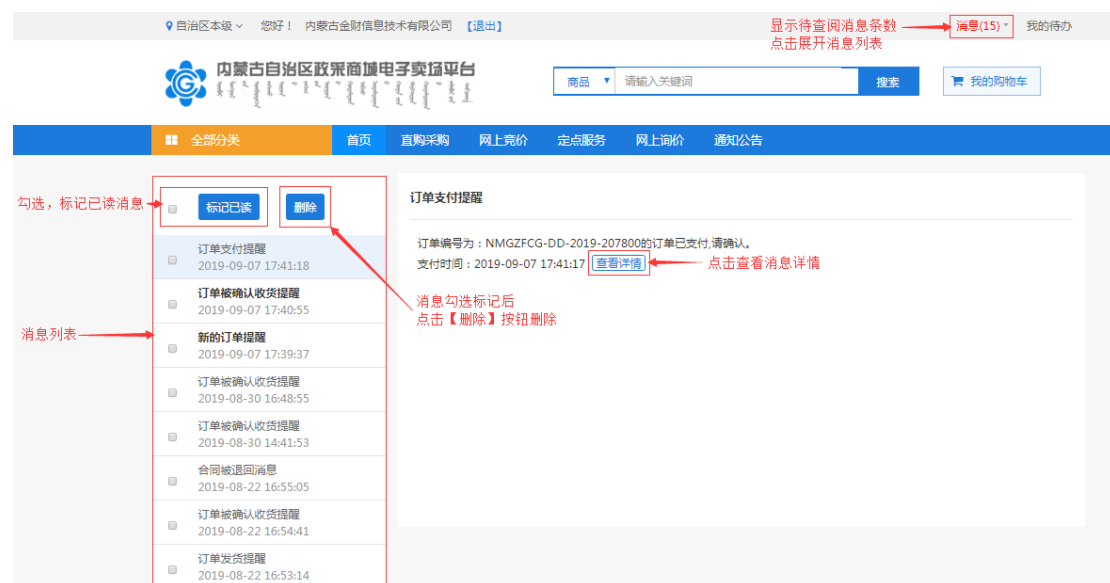 自治区本级 您好！ 内蒙古金财信息技术有限公司 【退出】
显示待查阅消息条数
点击展开消息列表
消息(15) 我的待办
内蒙古自治区政采商城电子卖场平台
商品 请输入关键词 搜索 我的购物车
全部分类 首页 直购采购 网上竞价 定点服务 网上询价 通知公告
勾选，标记已读消息
标记已读 删除
订单支付提醒
2019-09-07 17:41:18
订单被确认收货提醒
2019-09-07 17:40:55
消息列表
新的订单提醒
2019-09-07 17:39:37
订单被确认收货提醒
2019-08-30 16:48:55
订单被确认收货提醒
2019-08-30 14:41:53
合同被退回消息
2019-08-22 16:55:05
订单被确认收货提醒
2019-08-22 16:54:41
订单发货提醒
2019-08-22 16:53:14
订单支付提醒
订单编号为：NMGZFCG-DD-2019-207800的订单已支付,请确认。
支付时间：2019-09-07 17:41:17 查看详情
点击查看消息详情
消息勾选标记后
点击【删除】按钮删除